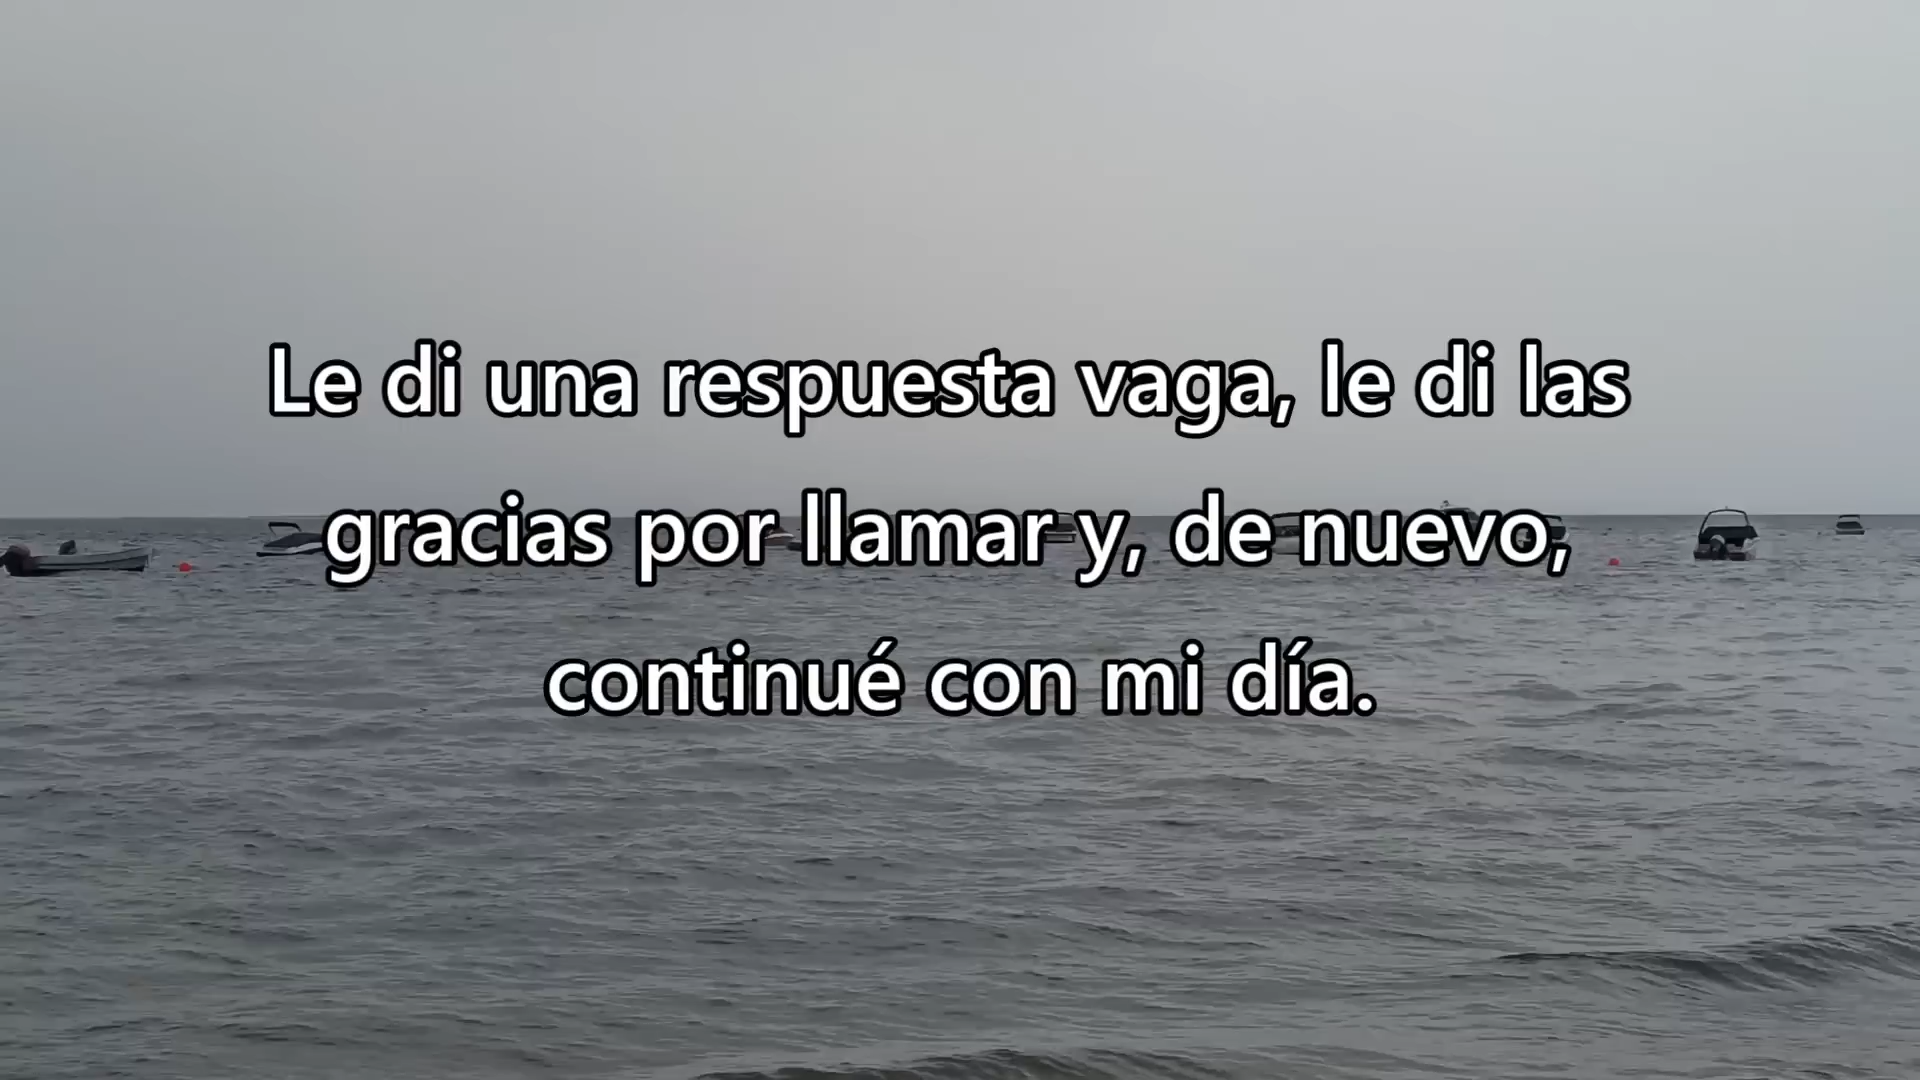 Le di una respuesta vaga, le di las
gracias por llamar y, de nuevo,
continué con mi día.